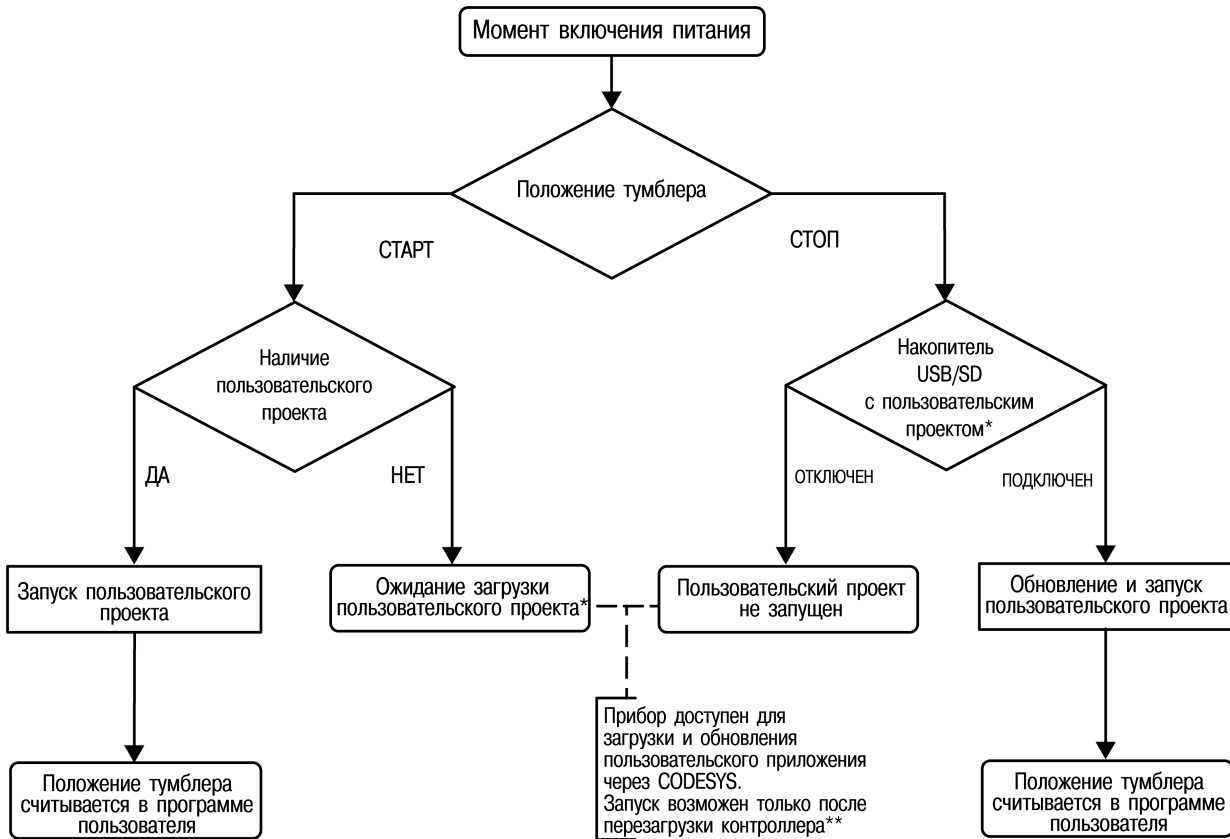 Момент включения питания
Положение тумблера
СТАРТ
СТОП
Наличие
пользовательского
проекта
Накопитель
USB/SD
с пользовательским
проектом*
ДА
НЕТ
ОТКЛЮЧЕН
ПОДКЛЮЧЕН
Запуск пользовательского
проекта
Ожидание загрузки
пользовательского проекта*
Пользовательский проект
не запущен
Обновление и запуск
пользовательского проекта
Прибор доступен для
загрузки и обновления
пользовательского приложения
через CODESYS.
Запуск возможен только после
перезагрузки контроллера**
Положение тумблера
считывается в программе
пользователя
Положение тумблера
считывается в программе
пользователя